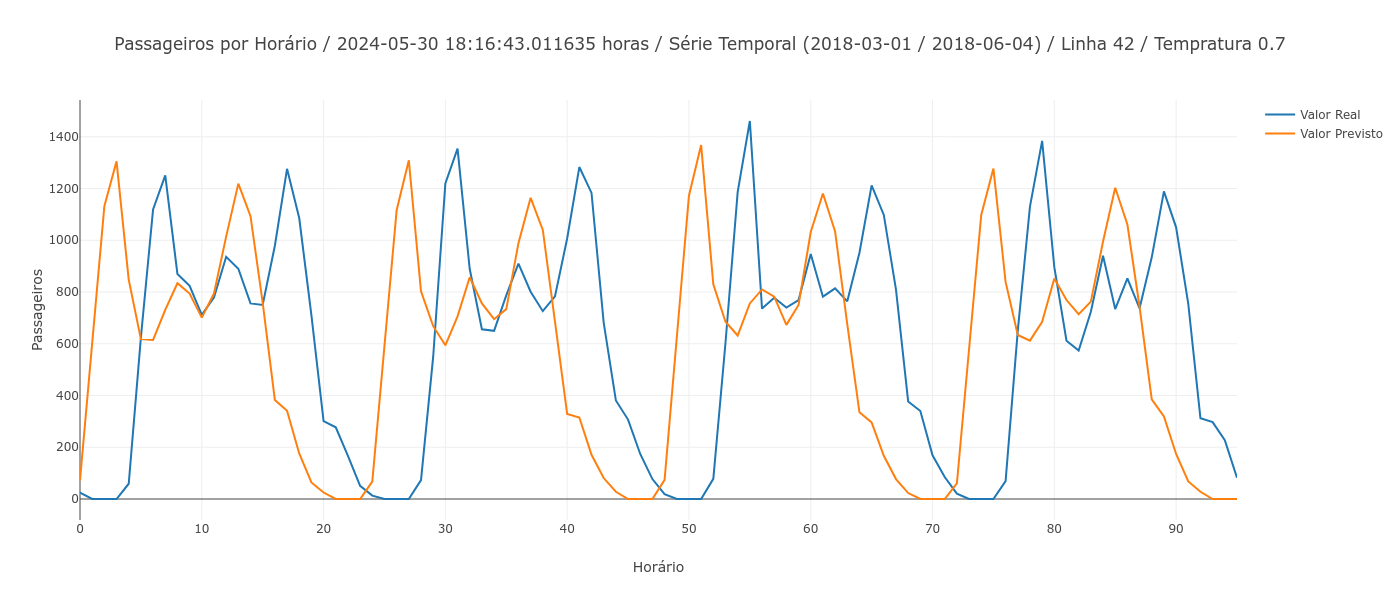 Passageiros por Horário / 2024-05-30 18:16:43.011635 horas / Série Temporal (2018-03-01 / 2018-06-04) / Linha 42 / Tempratura 0.7
Valor Real
Valor Previsto
1400
1200
1000
800
600
400
200
0
Passageiros
0 10 20 30 40 50 60 70 80 90
Horário